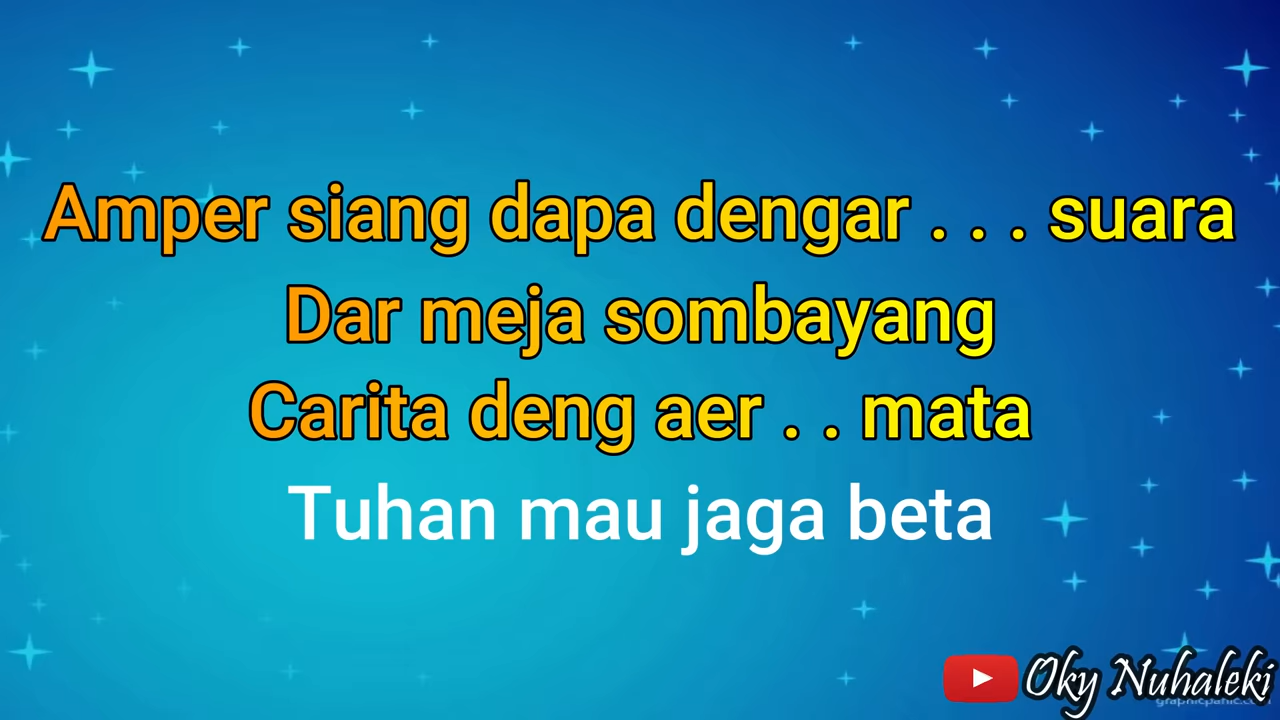 Amper siang dapa dengar . . . suara
Dar meja sombayang
Carita deng aer . . mata
Tuhan mau jaga beta
Oky Nuhaleki